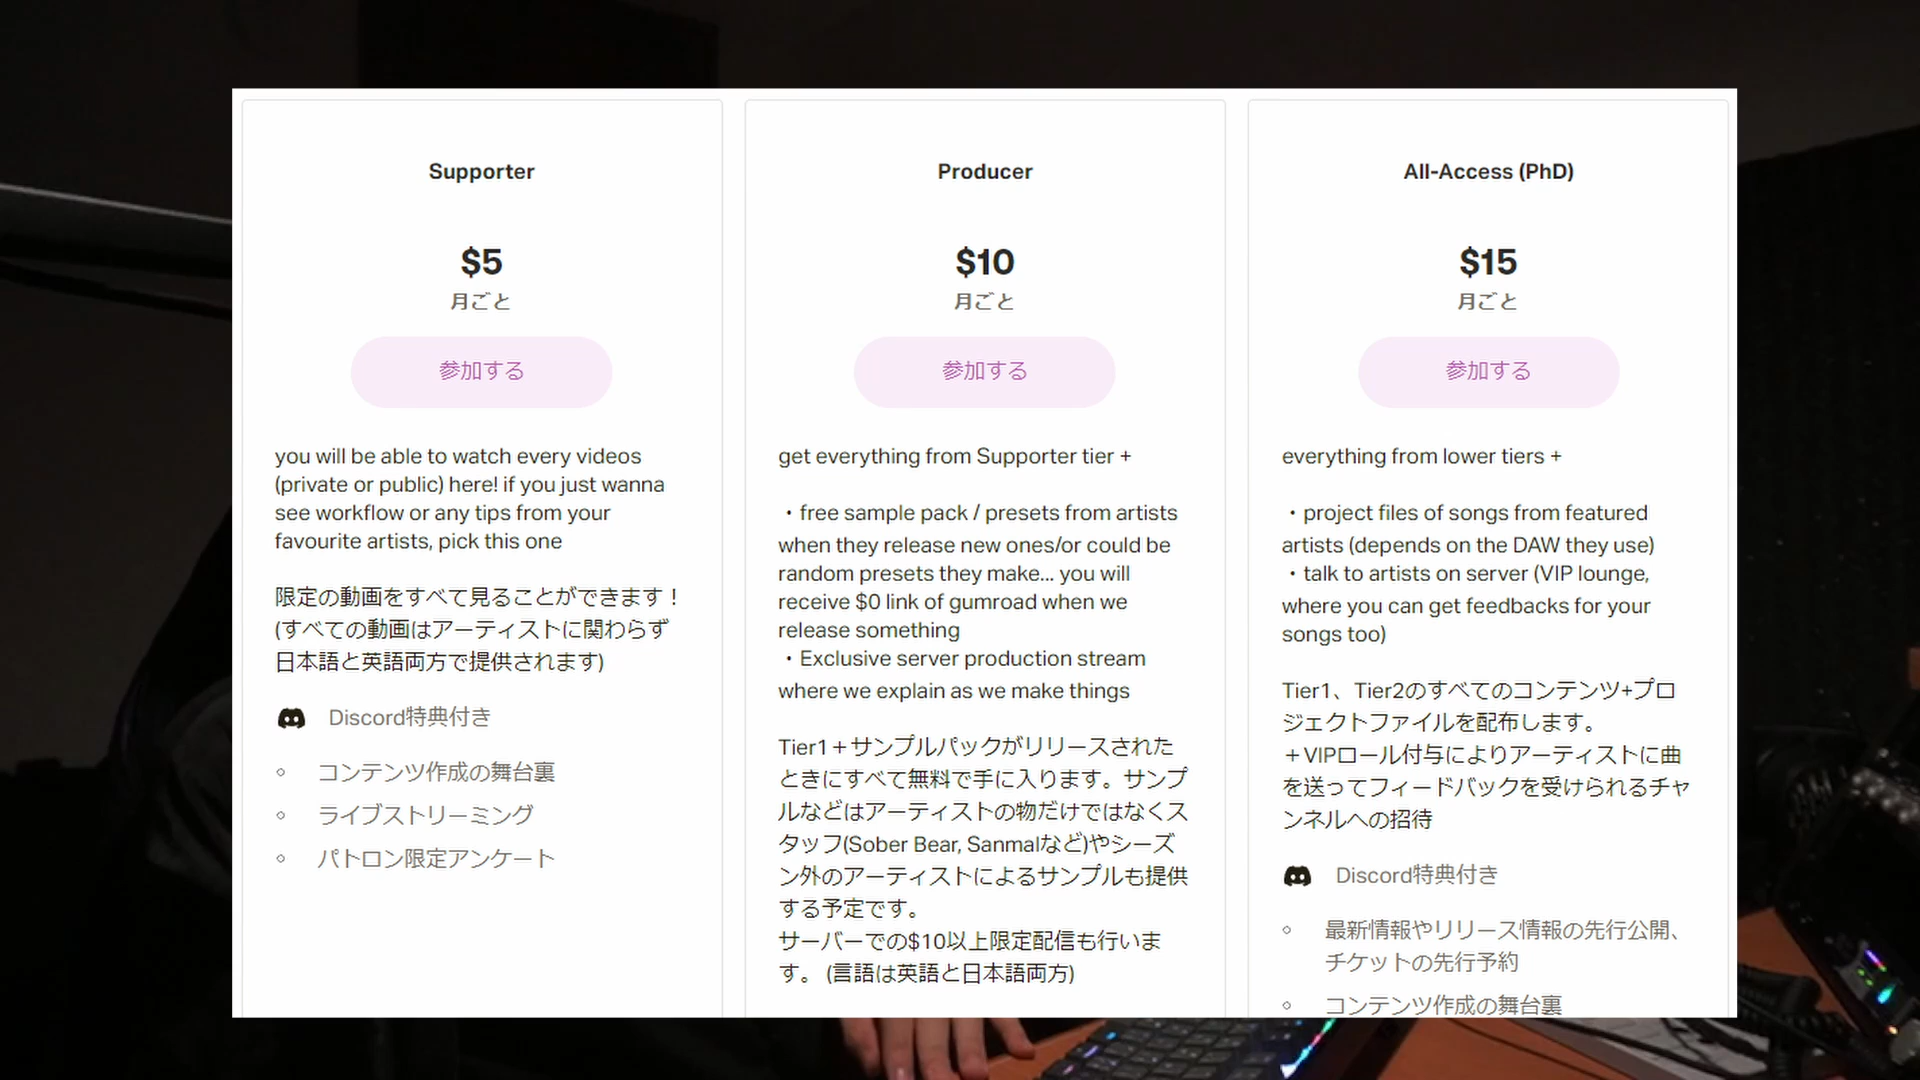 Supporter
$5
月ごと
参加する
you will be able to watch every videos
(private or public) here! if you just wanna
see workflow or any tips from your
favourite artists, pick this one
限定の動画をすべて見ることができます！
(すべての動画はアーティストに関わらず
日本語と英語両方で提供されます)
Discord特典付き
コンテンツ作成の舞台裏
ライブストリーミング
パトロン限定アンケート
Producer
$10
月ごと
参加する
get everything from Supporter tier +
・free sample pack / presets from artists
when they release new ones/or could be
random presets they make... you will
receive $0 link of gumroad when we
release something
・Exclusive server production stream
where we explain as we make things
Tier1＋サンプルパックがリリースされた
ときにすべて無料で手に入ります。サンプ
ルなどはアーティストの物だけではなくス
タッフ(Sober Bear, Sanmalなど)やシーズ
ン外のアーティストによるサンプルも提供
する予定です。
サーバーでの$10以上限定配信も行いま
す。 (言語は英語と日本語両方)
All-Access (PhD)
$15
月ごと
参加する
everything from lower tiers +
・project files of songs from featured
artists (depends on the DAW they use)
・talk to artists on server (VIP lounge,
where you can get feedbacks for your
songs too)
Tier1、Tier2のすべてのコンテンツ+プロ
ジェクトファイルを配布します。
＋VIPロール付与によりアーティストに曲
を送ってフィードバックを受けられるチャ
ンネルへの招待
Discord特典付き
最新情報やリリース情報の先行公開、
チケットの先行予約
コンテンツ作成の舞台裏